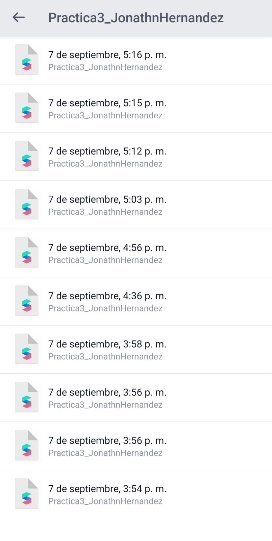 Practica3_JonathnHernandez
7 de septiembre, 5:16 p. m.
Practica3_JonathnHernandez
7 de septiembre, 5:15 p. m.
Practica3_JonathnHernandez
7 de septiembre, 5:12 p. m.
Practica3_JonathnHernandez
7 de septiembre, 5:03 p. m.
Practica3_JonathnHernandez
7 de septiembre, 4:56 p. m.
Practica3_JonathnHernandez
7 de septiembre, 4:36 p. m.
Practica3_JonathnHernandez
7 de septiembre, 3:58 p. m.
Practica3_JonathnHernandez
7 de septiembre, 3:56 p. m.
Practica3_JonathnHernandez
7 de septiembre, 3:56 p. m.
Practica3_JonathnHernandez
7 de septiembre, 3:54 p. m.
Practica3_JonathnHernandez